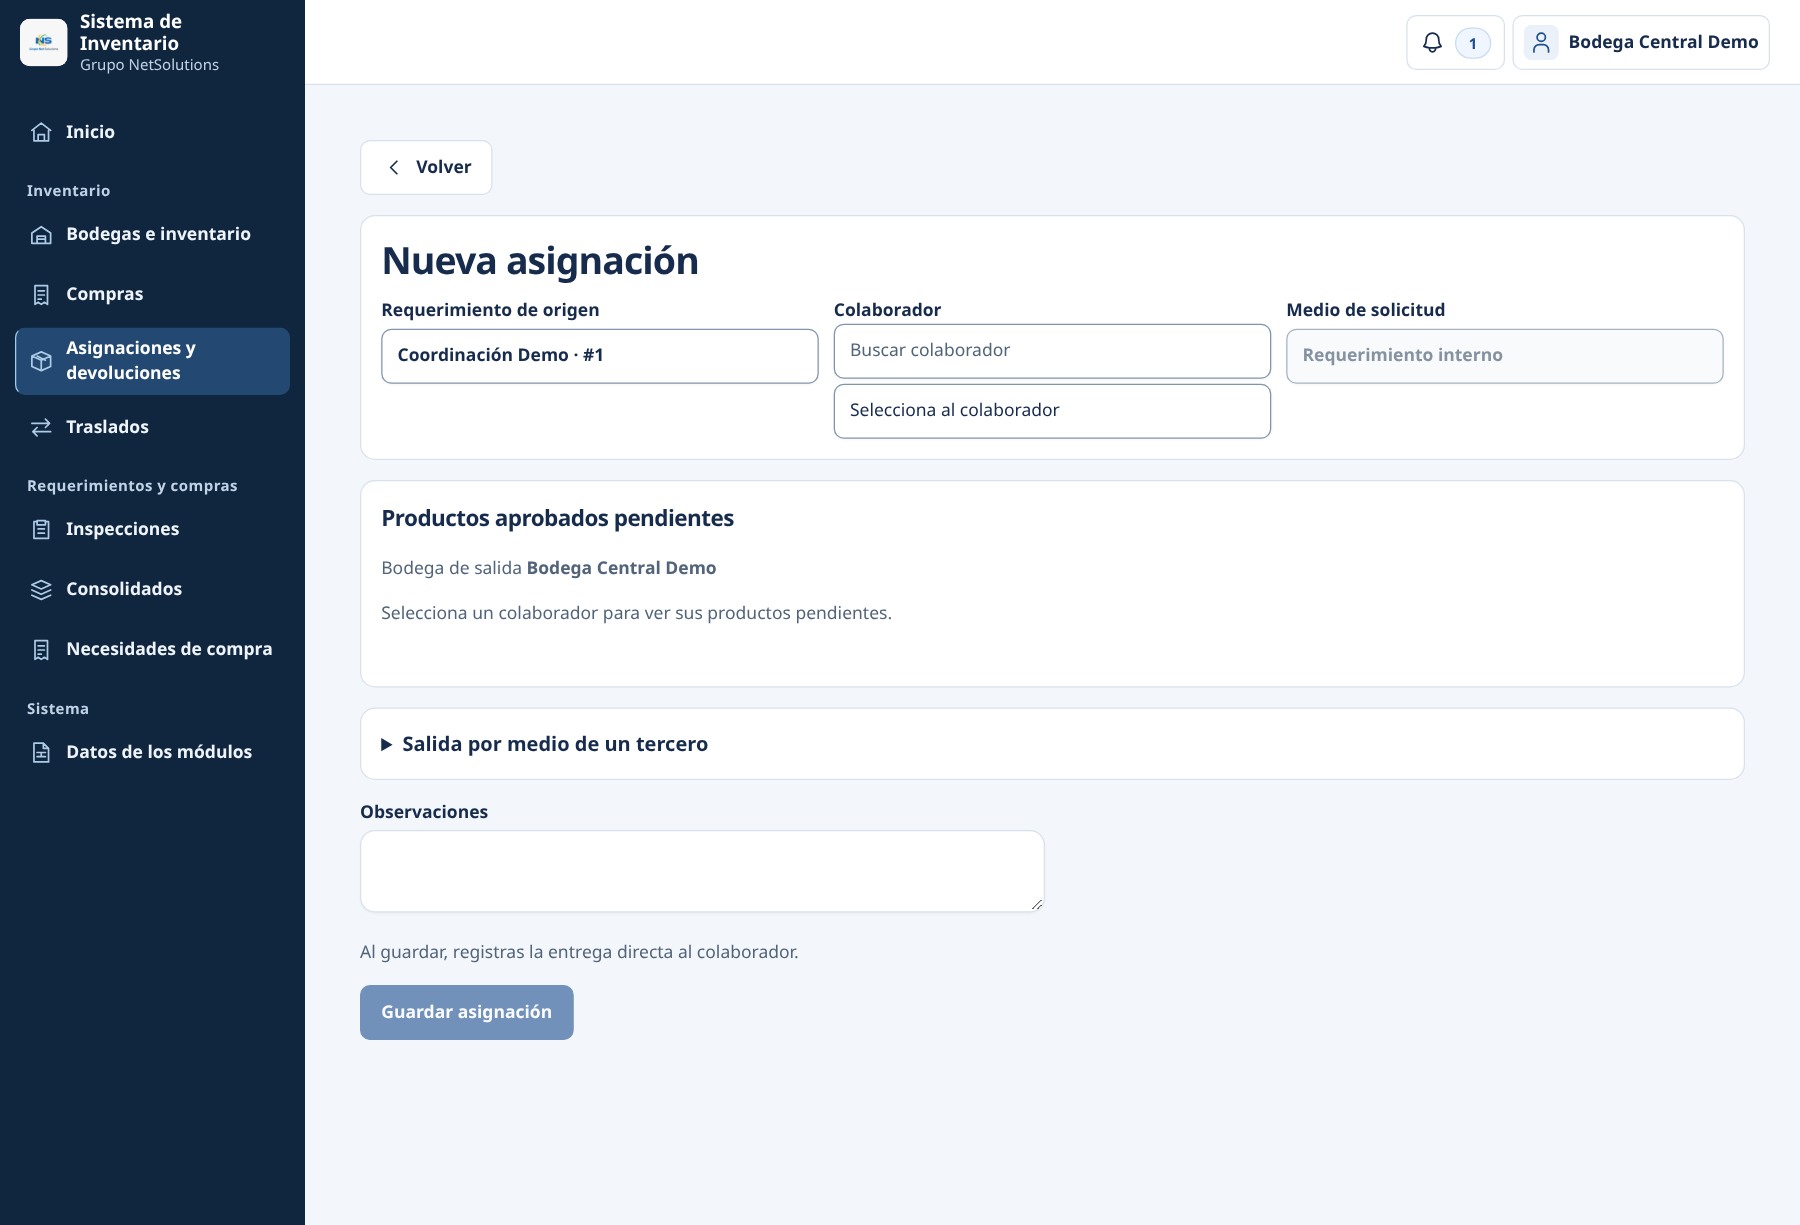 NS
Sistema de
Inventario
Grupo NetSolutions
Inicio
Inventario
Bodegas e inventario
Compras
Asignaciones y
devoluciones
Traslados
Requerimientos y compras
Inspecciones
Consolidados
Necesidades de compra
Sistema
Datos de los módulos
1
Bodega Central Demo
Volver
Nueva asignación
Requerimiento de origen
Colaborador
Medio de solicitud
Coordinación Demo · #1
Buscar colaborador
Requerimiento interno
Selecciona al colaborador
Productos aprobados pendientes
Bodega de salida Bodega Central Demo
Selecciona un colaborador para ver sus productos pendientes.
Salida por medio de un tercero
Observaciones
Al guardar, registras la entrega directa al colaborador.
Guardar asignación